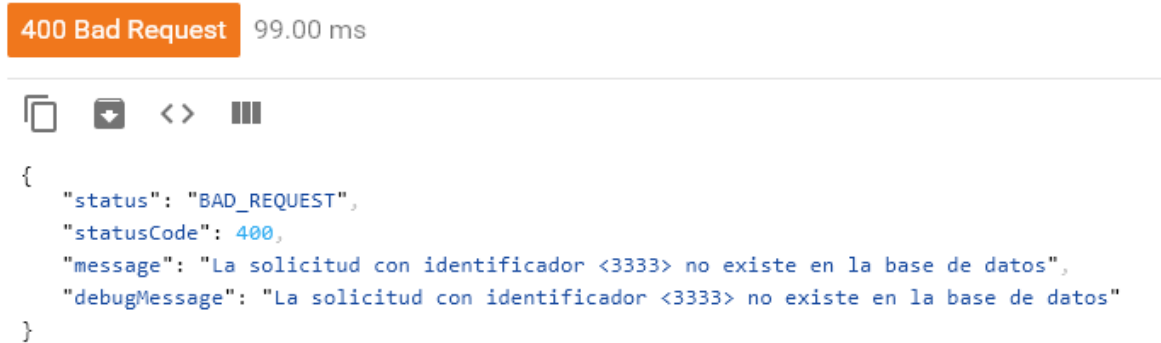 400 Bad Request 99.00 ms
{
"status": "BAD_REQUEST",
"statusCode": 400,
"message": "La solicitud con identificador <3333> no existe en la base de datos",
"debugMessage": "La solicitud con identificador <3333> no existe en la base de datos"
}